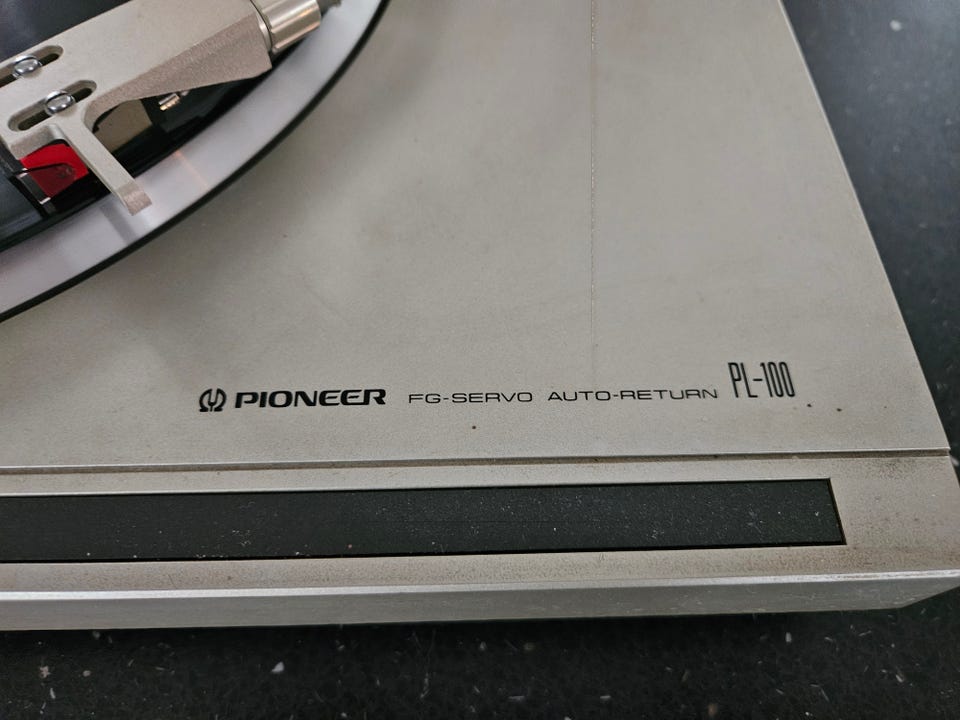 PIONEER FG-SERVO AUTO-RETURN PL-100